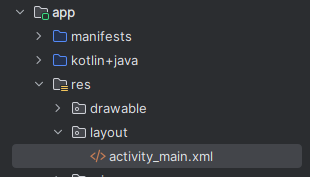 app
manifests
kotlin+java
res
drawable
layout
activity_main.xml